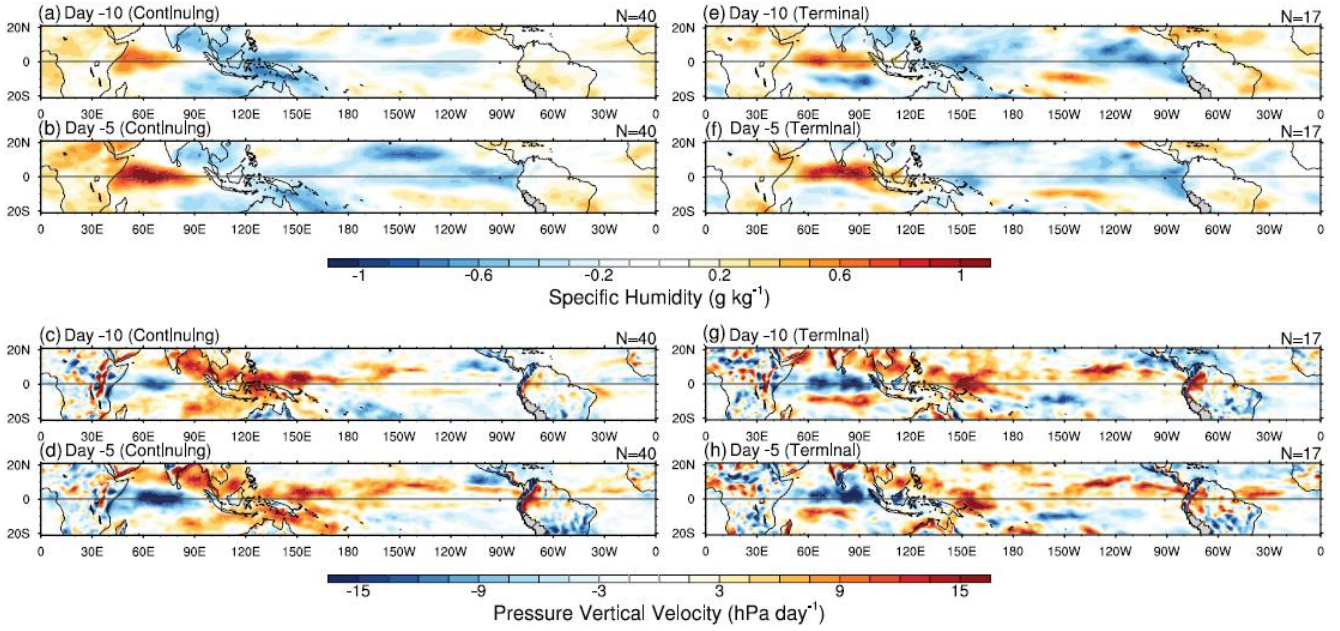 (a) Day -10 (Continuing) N=40 (e) Day -10 (Terminal) N=17
20N 20N
0 0
20S 20S
0 30E 60E 90E 120E 150E 180 150W 120W 90W 60W 30W 0 0 30E 60E 90E 120E 150E 180 150W 120W 90W 60W 30W 0
(b) Day -5 (Continuing) N=40 (f) Day -5 (Terminal) N=17
20N 20N
0 0
20S 20S
0 30E 60E 90E 120E 150E 180 150W 120W 90W 60W 30W 0 0 30E 60E 90E 120E 150E 180 150W 120W 90W 60W 30W 0
-1 -0.6 -0.2 0.2 0.6 1
Specific Humidity (g kg⁻¹)
(c) Day -10 (Continuing) N=40 (g) Day -10 (Terminal) N=17
20N 20N
0 0
20S 20S
0 30E 60E 90E 120E 150E 180 150W 120W 90W 60W 30W 0 0 30E 60E 90E 120E 150E 180 150W 120W 90W 60W 30W 0
(d) Day -5 (Continuing) N=40 (h) Day -5 (Terminal) N=17
20N 20N
0 0
20S 20S
0 30E 60E 90E 120E 150E 180 150W 120W 90W 60W 30W 0 0 30E 60E 90E 120E 150E 180 150W 120W 90W 60W 30W 0
-15 -9 -3 3 9 15
Pressure Vertical Velocity (hPa day⁻¹)